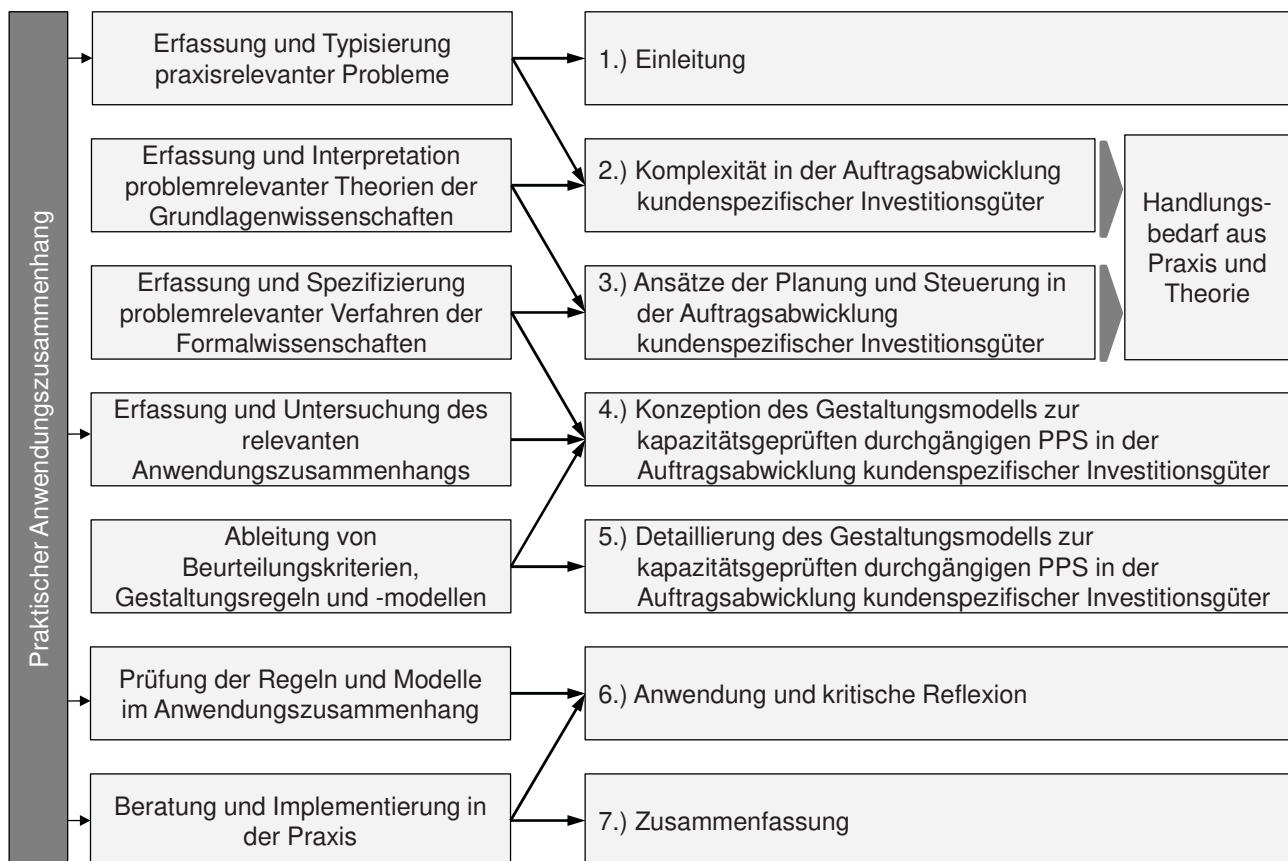 Praktischer Anwendungszusammenhang
Erfassung und Typisierung
praxisrelevanter Probleme
1.) Einleitung
Erfassung und Interpretation
problemrelevanter Theorien der
Grundlagenwissenschaften
2.) Komplexität in der Auftragsabwicklung
kundenspezifischer Investitionsgüter
Handlungs-
bedarf aus
Praxis und
Theorie
Erfassung und Spezifizierung
problemrelevanter Verfahren der
Formalwissenschaften
3.) Ansätze der Planung und Steuerung in
der Auftragsabwicklung
kundenspezifischer Investitionsgüter
Erfassung und Untersuchung des
relevanten
Anwendungszusammenhangs
4.) Konzeption des Gestaltungsmodells zur
kapazitätsgeprüften durchgängigen PPS in der
Auftragsabwicklung kundenspezifischer Investitionsgüter
Ableitung von
Beurteilungskriterien,
Gestaltungsregeln und -modellen
5.) Detaillierung des Gestaltungsmodells zur
kapazitätsgeprüften durchgängigen PPS in der
Auftragsabwicklung kundenspezifischer Investitionsgüter
Prüfung der Regeln und Modelle
im Anwendungszusammenhang
6.) Anwendung und kritische Reflexion
Beratung und Implementierung in
der Praxis
7.) Zusammenfassung